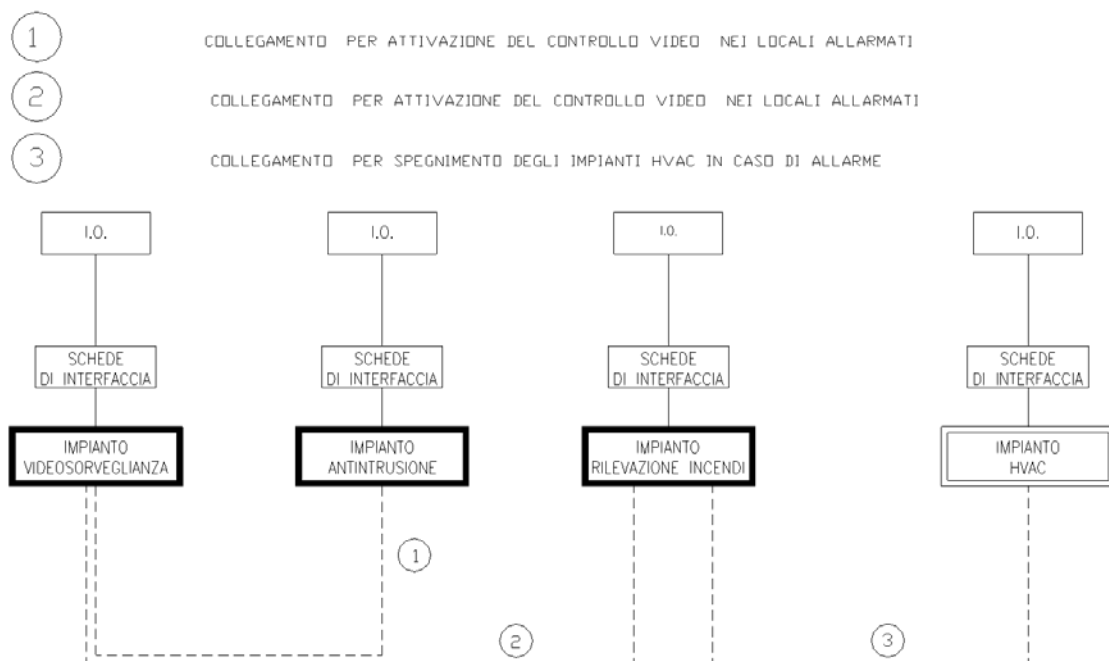 1 COLLEGAMENTO PER ATTIVAZIONE DEL CONTROLLO VIDEO NEI LOCALI ALLARMATI
2 COLLEGAMENTO PER ATTIVAZIONE DEL CONTROLLO VIDEO NEI LOCALI ALLARMATI
3 COLLEGAMENTO PER SPEGNIMENTO DEGLI IMPIANTI HVAC IN CASO DI ALLARME
I.O. I.O. I.O. I.O.
SCHEDE SCHEDE SCHEDE SCHEDE
DI INTERFACCIA DI INTERFACCIA DI INTERFACCIA DI INTERFACCIA
IMPIANTO IMPIANTO IMPIANTO IMPIANTO
VIDEOSORVEGLIANZA ANTINTRUSIONE RILEVAZIONE INCENDI HVAC
1
2 3